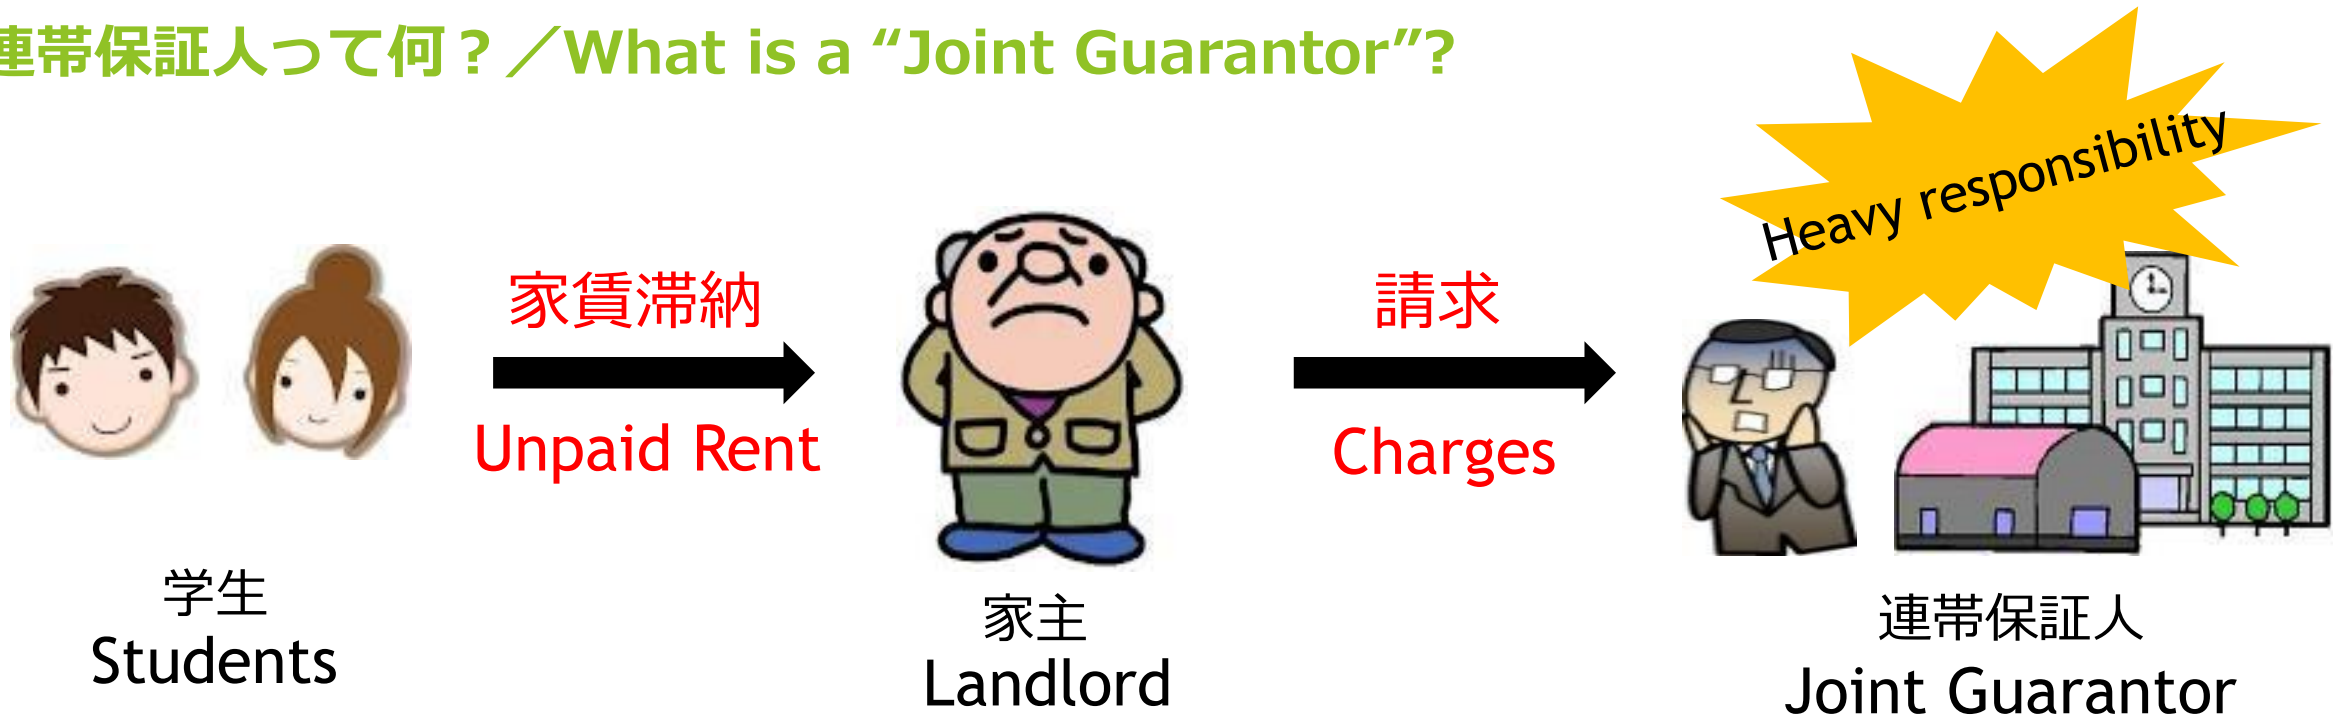 連帯保証人って何？／What is a “Joint Guarantor”?
Heavy responsibility
家賃滞納
Unpaid Rent
請求
Charges
学生
Students
家主
Landlord
連帯保証人
Joint Guarantor